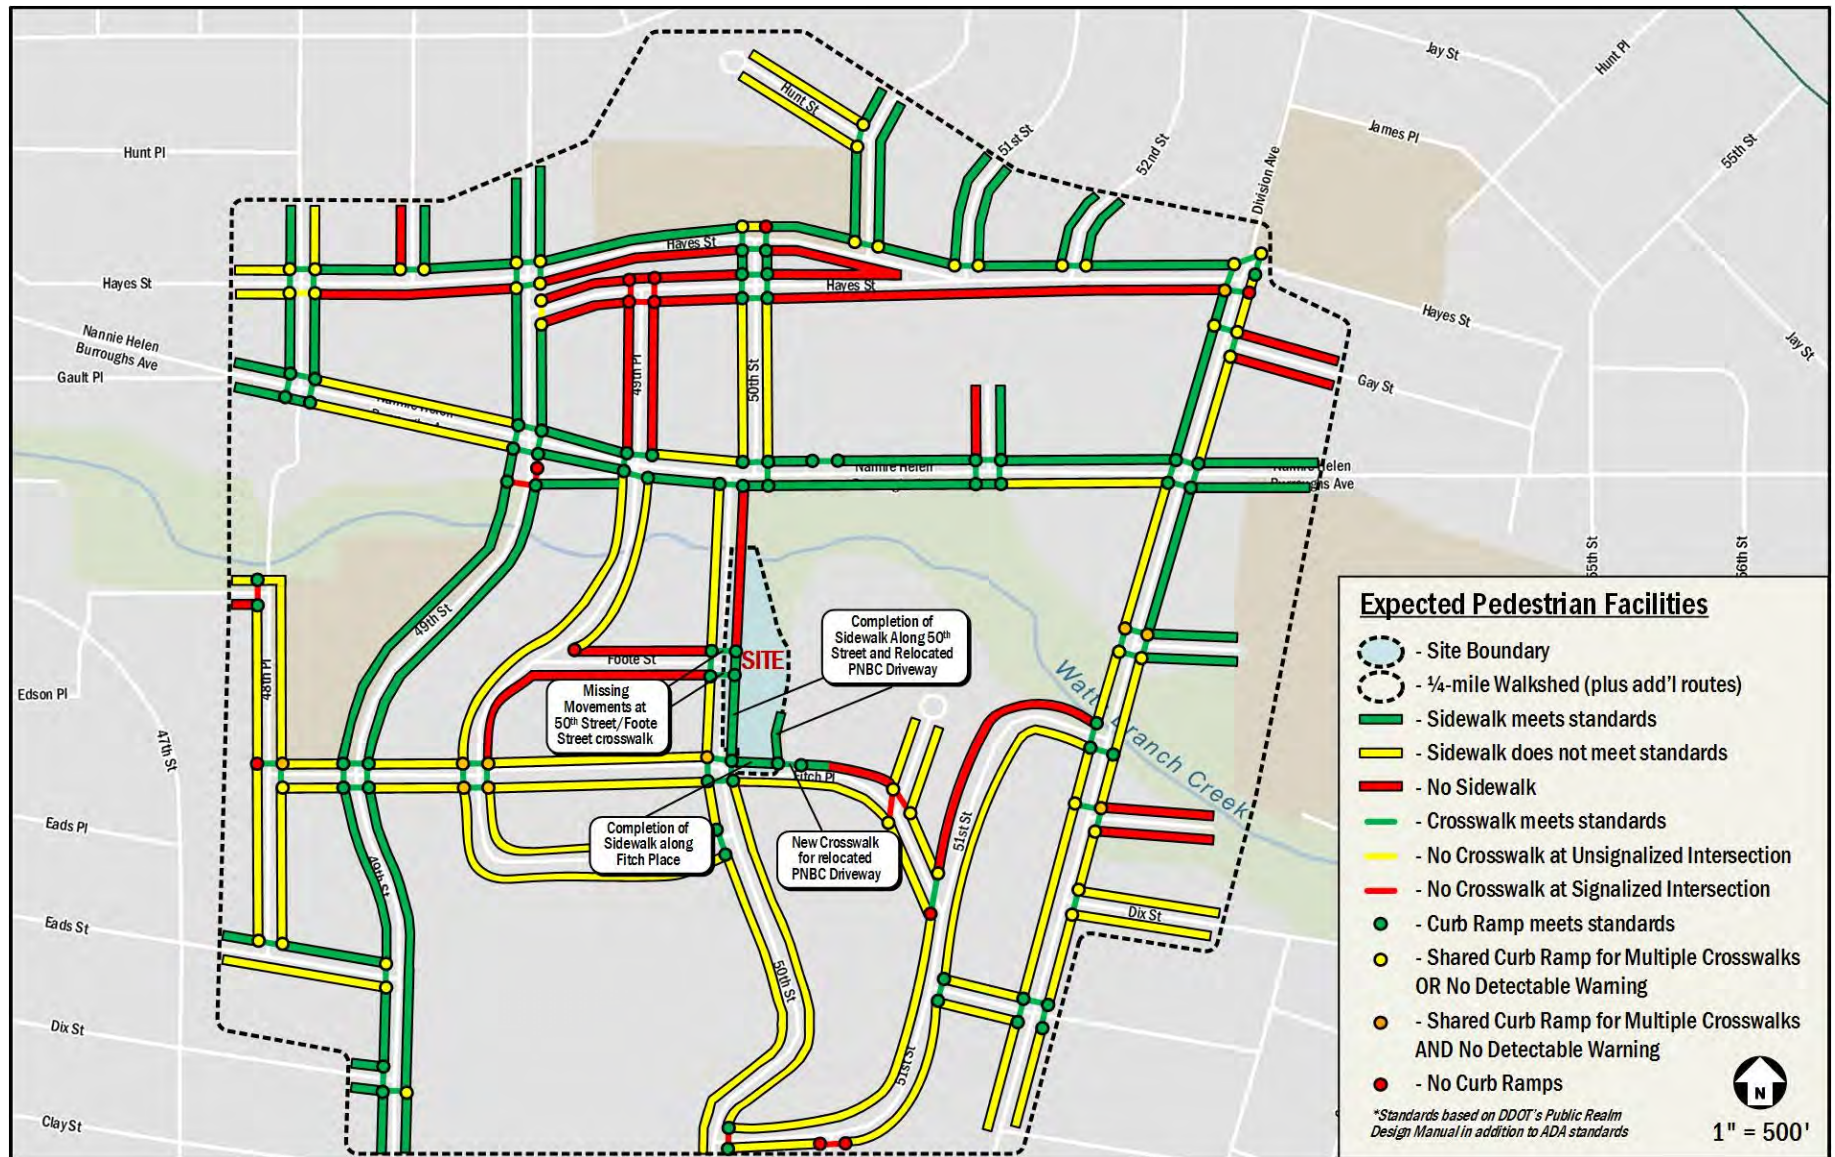 Jay St
Hunt Pl
Hunt St
James Pl
51st St
52nd St
Division Ave
55th St
Hunt Pl
Hayes St
Hayes St
Hayes St
Hayes St
Nannie Helen
Burroughs Ave
Gault Pl
Jay St
49th Pl
50th St
Gay St
Nannie Helen
Nannie Helen
Nannie Helen
Burroughs Ave
55th St
56th St
49th St
48th Pl
Edson Pl
47th St
Foote St
SITE
Completion of
Sidewalk Along 50th
Street and Relocated
PNBC Driveway
Missing
Movements at
50th Street/Foote
Street crosswalk
Fitch Pl
Watts Branch Creek
Completion of
Sidewalk along
Fitch Place
New Crosswalk
for relocated
PNBC Driveway
51st St
Eads Pl
49th St
Eads St
Dix St
50th St
Dix St
51st St
Clay St
Expected Pedestrian Facilities
- Site Boundary
- ¼-mile Walkshed (plus add'l routes)
- Sidewalk meets standards
- Sidewalk does not meet standards
- No Sidewalk
- Crosswalk meets standards
- No Crosswalk at Unsignalized Intersection
- No Crosswalk at Signalized Intersection
- Curb Ramp meets standards
- Shared Curb Ramp for Multiple Crosswalks
OR No Detectable Warning
- Shared Curb Ramp for Multiple Crosswalks
AND No Detectable Warning
- No Curb Ramps
*Standards based on DDOT's Public Realm
Design Manual in addition to ADA standards
N
1" = 500'